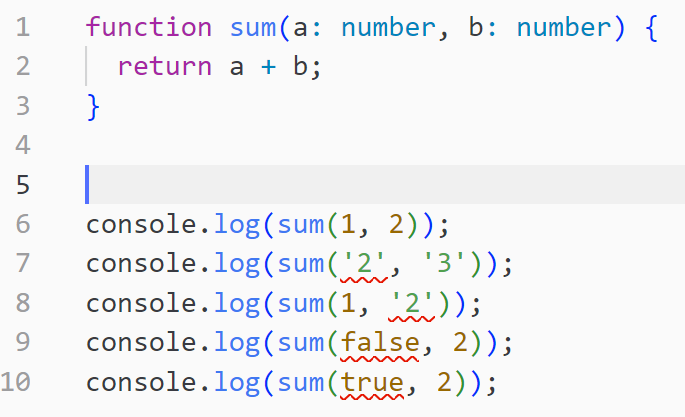 1 function sum(a: number, b: number) {
2 return a + b;
3 }
4
5
6 console.log(sum(1, 2));
7 console.log(sum('2', '3'));
8 console.log(sum(1, '2'));
9 console.log(sum(false, 2));
10 console.log(sum(true, 2));